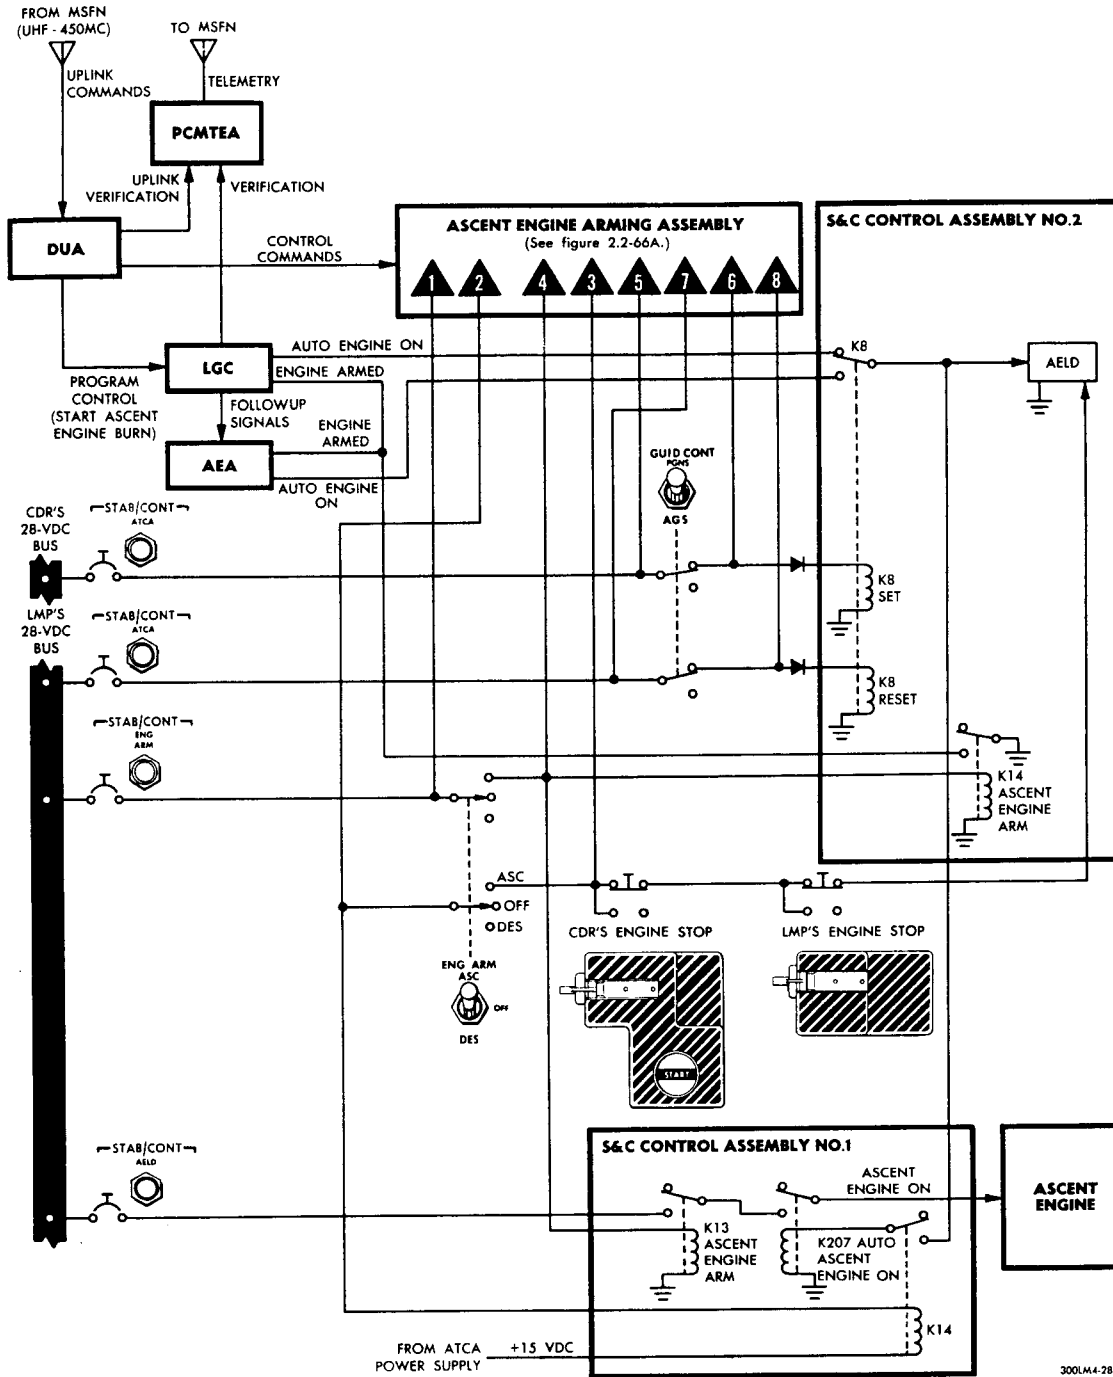 FROM MSFN
(UHF - 450MC)
TO MSFN
UPLINK
COMMANDS
TELEMETRY
PCMTEA
UPLINK
VERIFICATION
VERIFICATION
DUA
CONTROL
COMMANDS
ASCENT ENGINE ARMING ASSEMBLY
(See figure 2.2-66A.)
1 2 4 3 5 7 6 8
S&C CONTROL ASSEMBLY NO.2
AUTO ENGINE ON
K8
AELD
LGC
ENGINE ARMED
PROGRAM
CONTROL
(START ASCENT
ENGINE BURN)
FOLLOWUP
SIGNALS
ENGINE
ARMED
AEA
AUTO ENGINE
ON
GUID CONT
PGNS
AGS
CDR'S
28-VDC
BUS
STAB/CONT
ATCA
K8
SET
LMP'S
28-VDC
BUS
STAB/CONT
ATCA
K8
RESET
STAB/CONT
ENG
ARM
K14
ASCENT
ENGINE
ARM
ASC
OFF
DES
CDR'S ENGINE STOP
LMP'S ENGINE STOP
ENG ARM
ASC
OFF
DES
START
STAB/CONT
AELD
S&C CONTROL ASSEMBLY NO.1
ASCENT
ENGINE ON
ASCENT
ENGINE
K13
ASCENT
ENGINE
ARM
K207 AUTO
ASCENT
ENGINE ON
K14
FROM ATCA
POWER SUPPLY
+15 VDC
300LM4-28